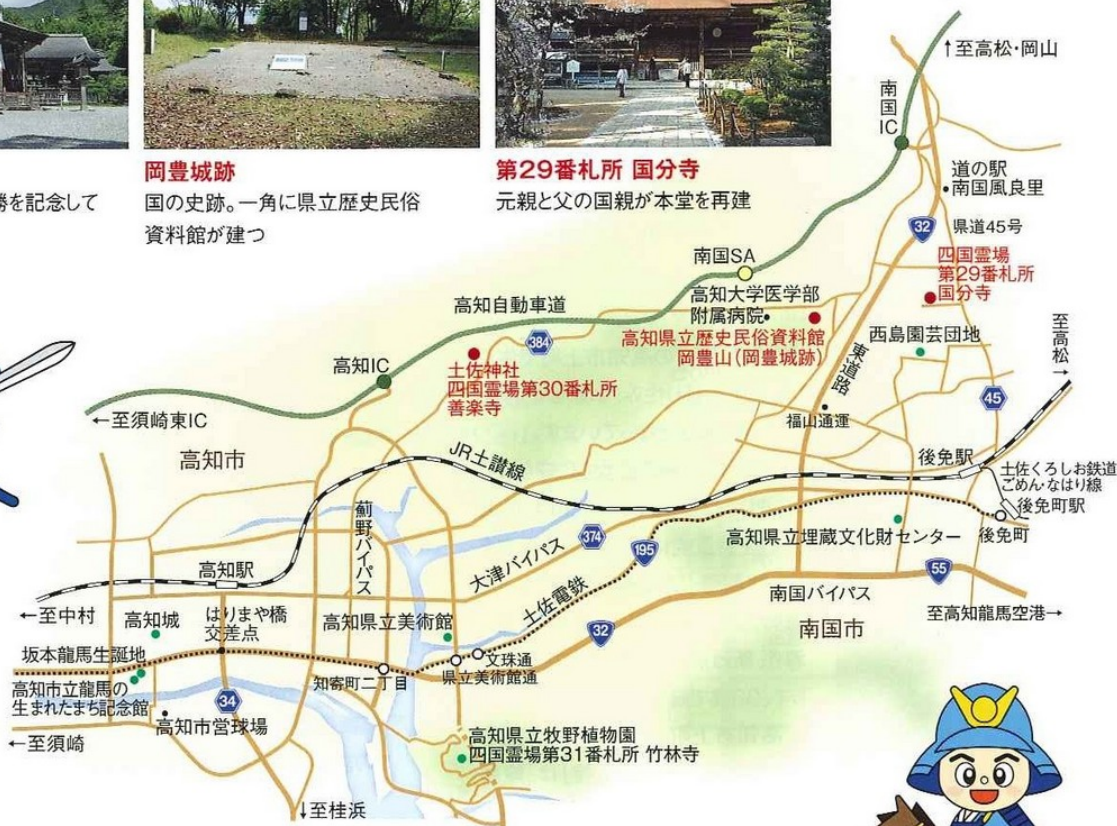 岡豊城跡
国の史跡。一角に県立歴史民俗
資料館が建つ
第29番札所 国分寺
元親と父の国親が本堂を再建
勝を記念して
↑至高松・岡山
南国IC
道の駅
南国風良里
32
県道45号
四国霊場
第29番札所
国分寺
南国SA
高知大学医学部
附属病院
高知自動車道
384
高知県立歴史民俗資料館
岡豊山(岡豊城跡)
西島園芸団地
至高松→
東道路
高知IC
土佐神社
四国霊場第30番札所
善楽寺
←至須崎東IC
45
福山通運
高知市
JR土讃線
後免駅
土佐くろしお鉄道
ごめん・なはり線
後免町駅
後免町
薊野バイパス
374
195
高知県立埋蔵文化財センター
大津バイパス
55
高知駅
土佐電鉄
南国バイパス
←至中村
高知城
はりまや橋
交差点
高知県立美術館
32
至高知龍馬空港→
南国市
坂本龍馬生誕地
文珠通
県立美術館通
知寄町二丁目
高知市立龍馬の
生まれたまち記念館
34
高知市営球場
高知県立牧野植物園
四国霊場第31番札所 竹林寺
←至須崎
↓至桂浜